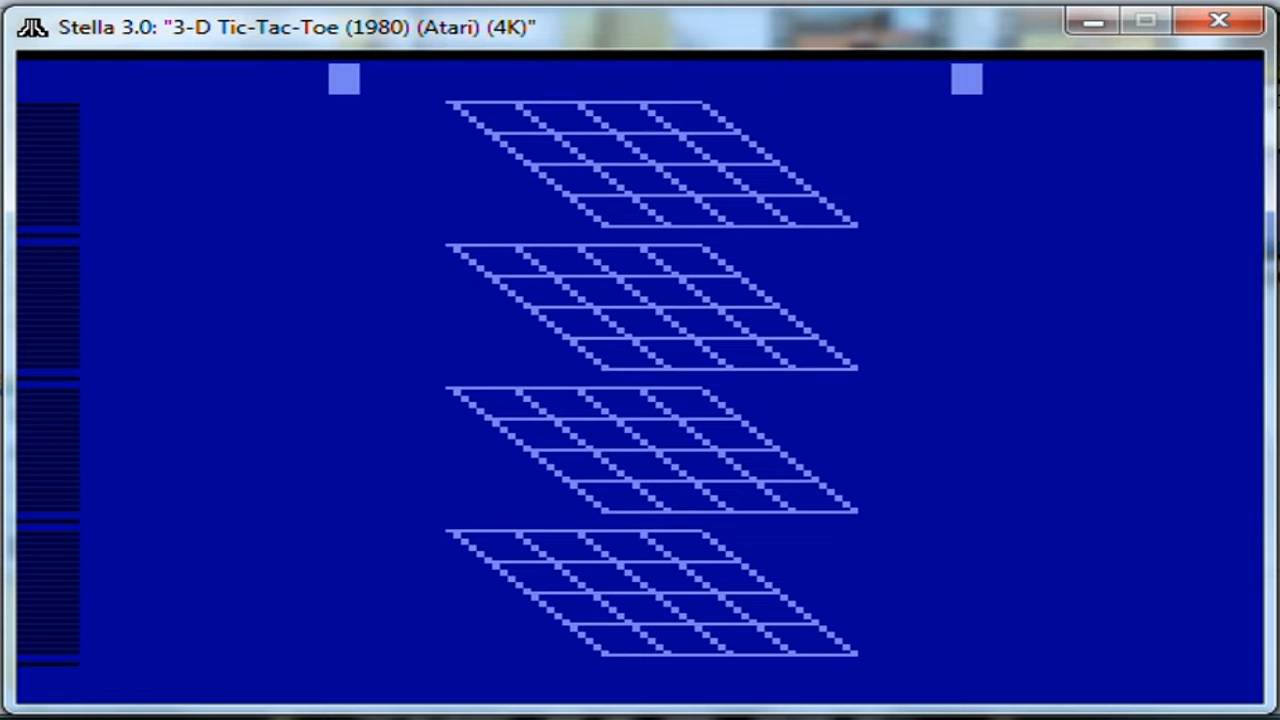 Stella 3.0: "3-D Tic-Tac-Toe (1980) (Atari) (4K)"